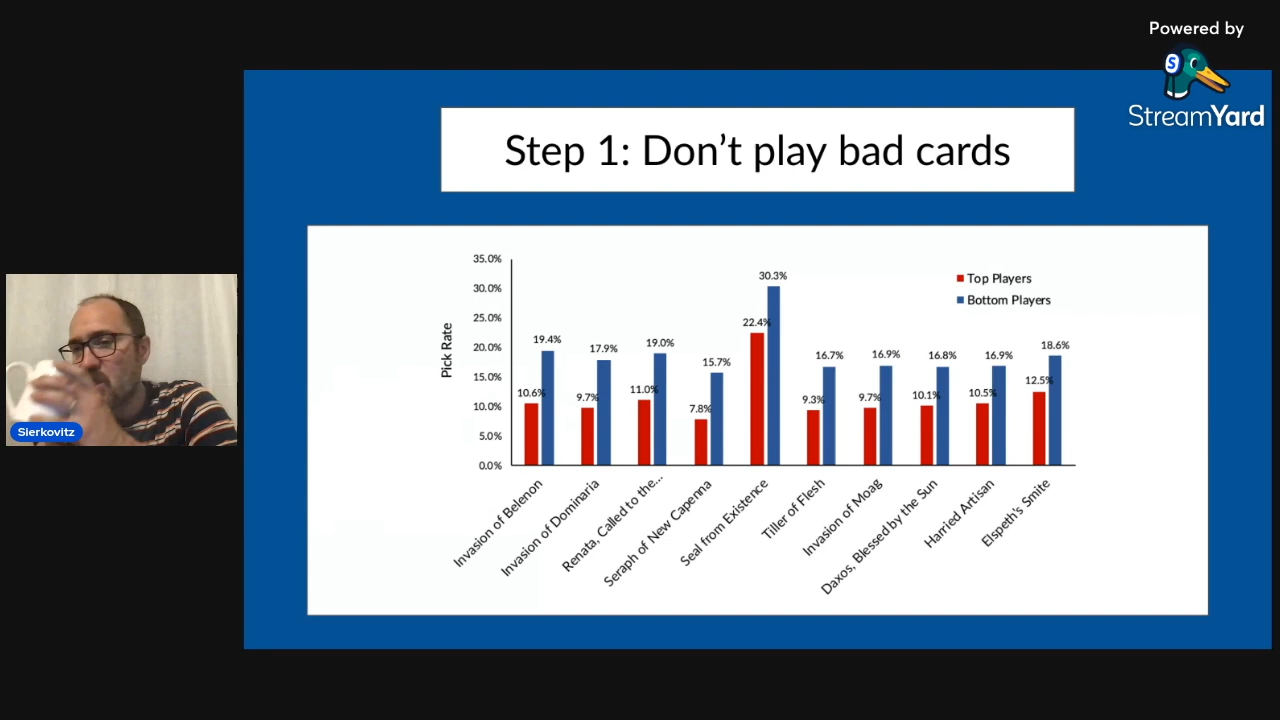 Powered by
StreamYard
Step 1: Don't play bad cards
35.0%
30.0%
25.0%
20.0%
15.0%
10.0%
5.0%
0.0%
Pick Rate
Top Players
Bottom Players
10.6%
19.4%
9.7%
17.9%
11.0%
19.0%
7.8%
15.7%
22.4%
30.3%
9.3%
16.7%
9.7%
16.9%
10.1%
16.8%
10.5%
16.9%
12.5%
18.6%
Invasion of Belenon
Invasion of Dominaria
Renata, Called to the...
Seraph of New Capenna
Seal from Existence
Tiller of Flesh
Invasion of Moag
Daxos, Blessed by the Sun
Harried Artisan
Elspeth's Smite
Sierkovitz